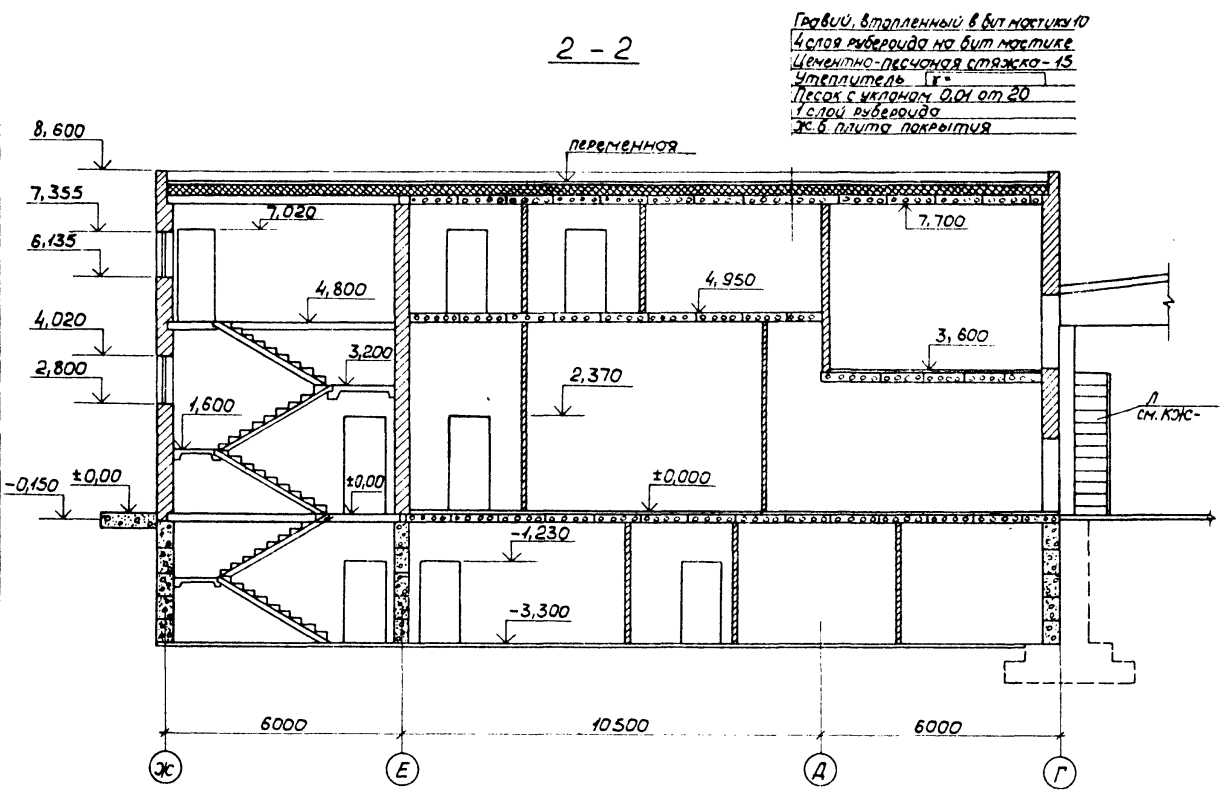 2 - 2
Гравий, втопленный в бит мастику 10
4 слоя рубероида на бит мастике
Цементно-песчаная стяжка - 15
Утеплитель γ =
Песок с уклоном 0,01 от 20
1 слой рубероида
Ж.б. плита покрытия
8,600
переменная
7,355
7,020
7,700
6,135
4,800
4,950
4,020
3,200
3,600
2,800
2,370
1,600
Л
см. КЖ-
-0,150
±0,00
±0,00
±0,000
-1,230
-3,300
6000
10500
6000
Ж
Е
Д
Г